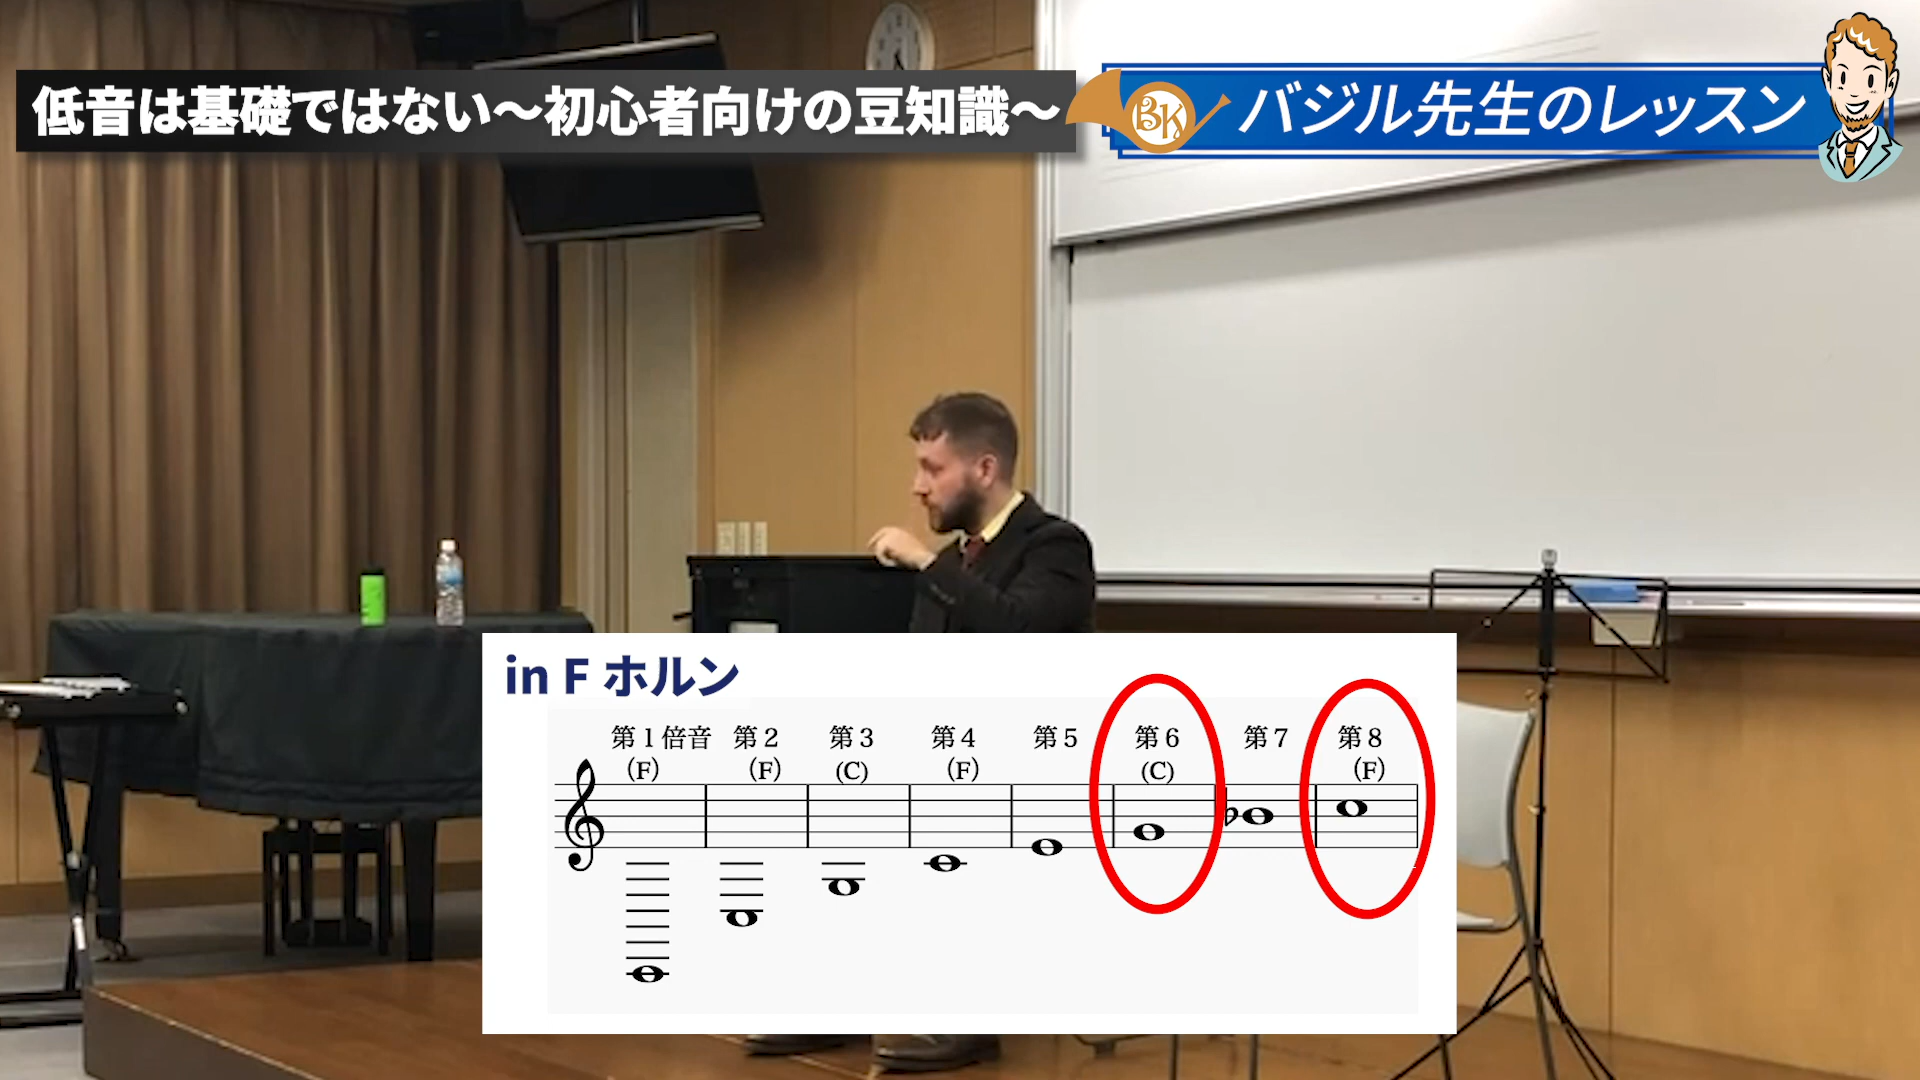 低音は基礎ではない〜初心者向けの豆知識〜
BK バジル先生のレッスン
in F ホルン
第1倍音 第2 第3 第4 第5 第6 第7 第8
(F) (F) (C) (F) (C) (F)